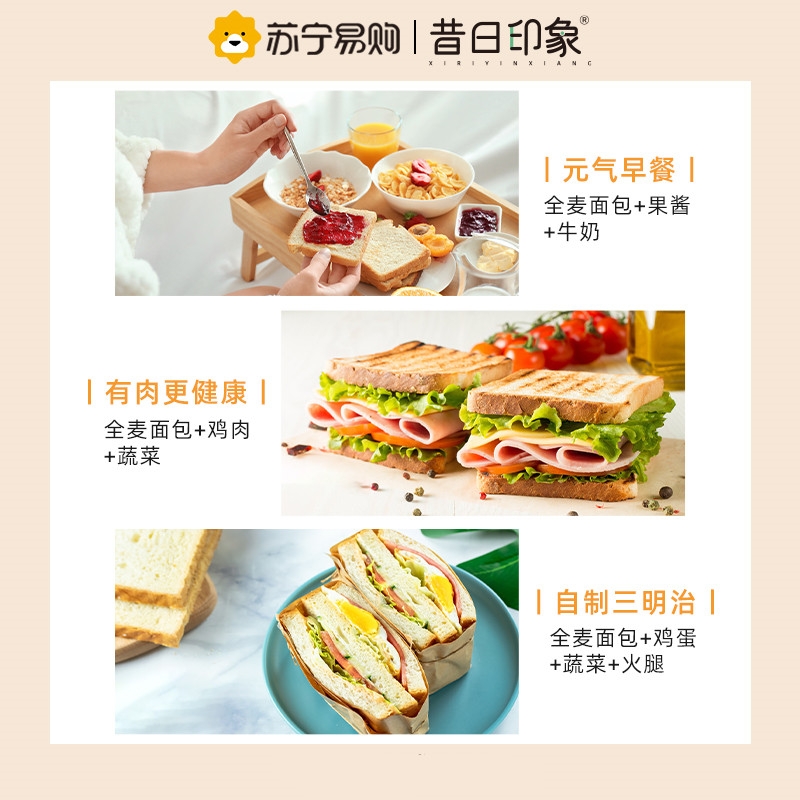 苏宁易购 | 昔日印象®
XIRIYINXIANG
| 元气早餐 |
全麦面包+果酱
+牛奶
| 有肉更健康 |
全麦面包+鸡肉
+蔬菜
| 自制三明治 |
全麦面包+鸡蛋
+蔬菜+火腿